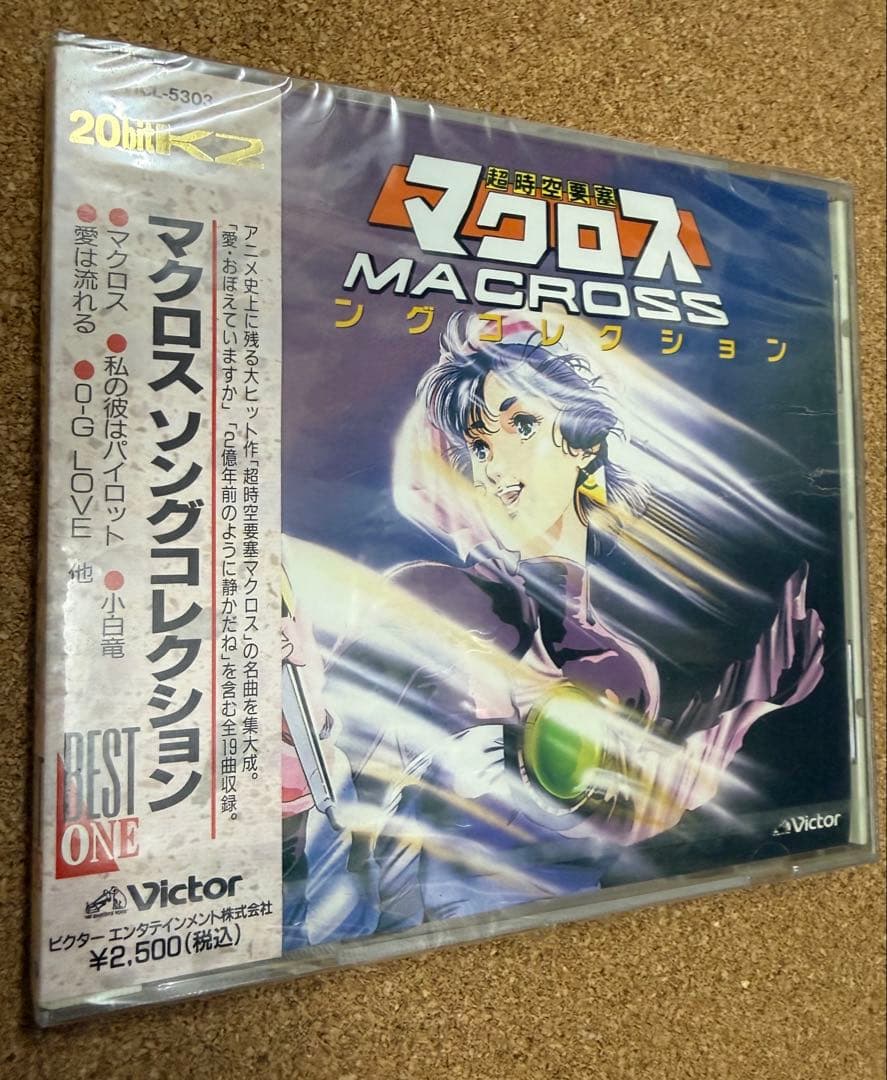 CL-5303
20bit K2
マクロス ソングコレクション
アニメ史上に残る大ヒット作「超時空要塞マクロス」の名曲を集大成。
「愛・おぼえていますか」「2億年前のように静かだね」を含む全19曲収録。
●マクロス ●私の彼はパイロット ●小白竜
●愛は流れる ●O-G LOVE 他
BEST
ONE
Victor
ビクター エンタテインメント株式会社
¥2,500(税込)
超時空要塞
マクロス
MACROSS
ングコレクション
Victor